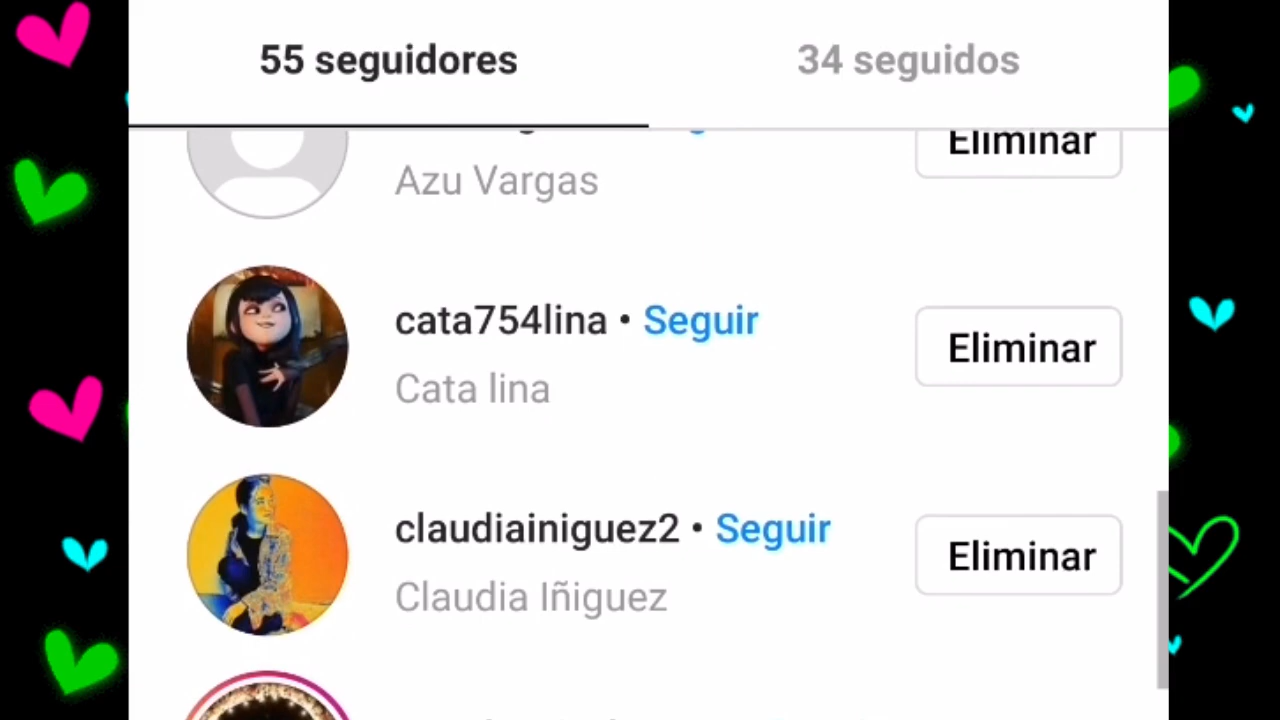 55 seguidores
34 seguidos
Eliminar
Azu Vargas
cata754lina • Seguir
Eliminar
Cata lina
claudiainiguez2 • Seguir
Eliminar
Claudia Iñiguez